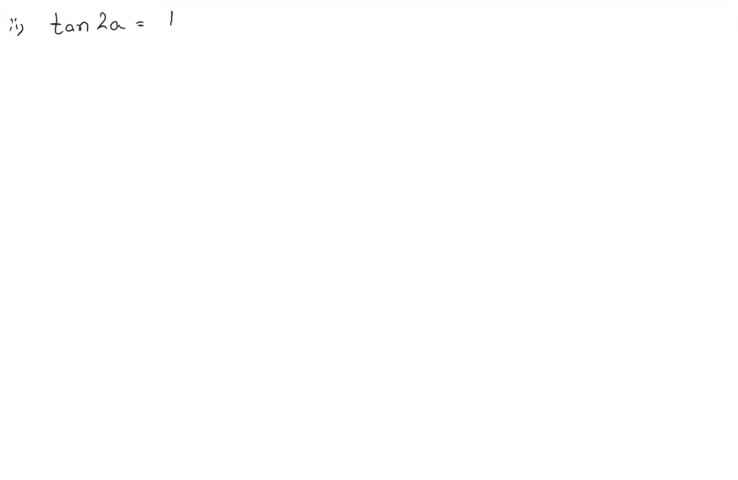 ii) tan 2a = 1